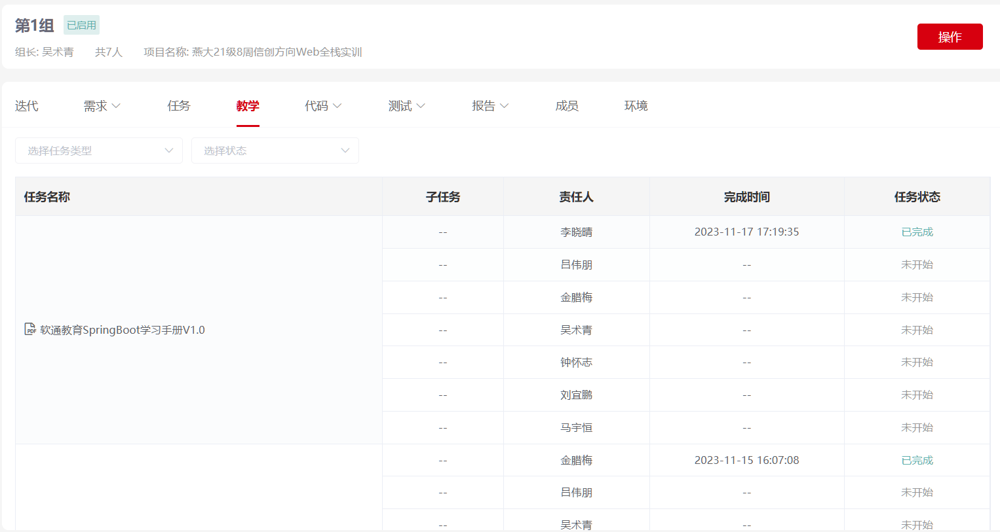 第1组 已启用
操作
组长: 吴术青 共7人 项目名称: 燕大21级8周信创方向Web全栈实训
迭代 需求 任务 教学 代码 测试 报告 成员 环境
选择任务类型 选择状态
任务名称 子任务 责任人 完成时间 任务状态
-- 李晓晴 2023-11-17 17:19:35 已完成
-- 吕伟朋 -- 未开始
-- 金腊梅 -- 未开始
PDF 软通教育SpringBoot学习手册V1.0 -- 吴术青 -- 未开始
-- 钟怀志 -- 未开始
-- 刘宜鹏 -- 未开始
-- 马宇恒 -- 未开始
-- 金腊梅 2023-11-15 16:07:08 已完成
-- 吕伟朋 -- 未开始
-- 吴术青 -- 未开始